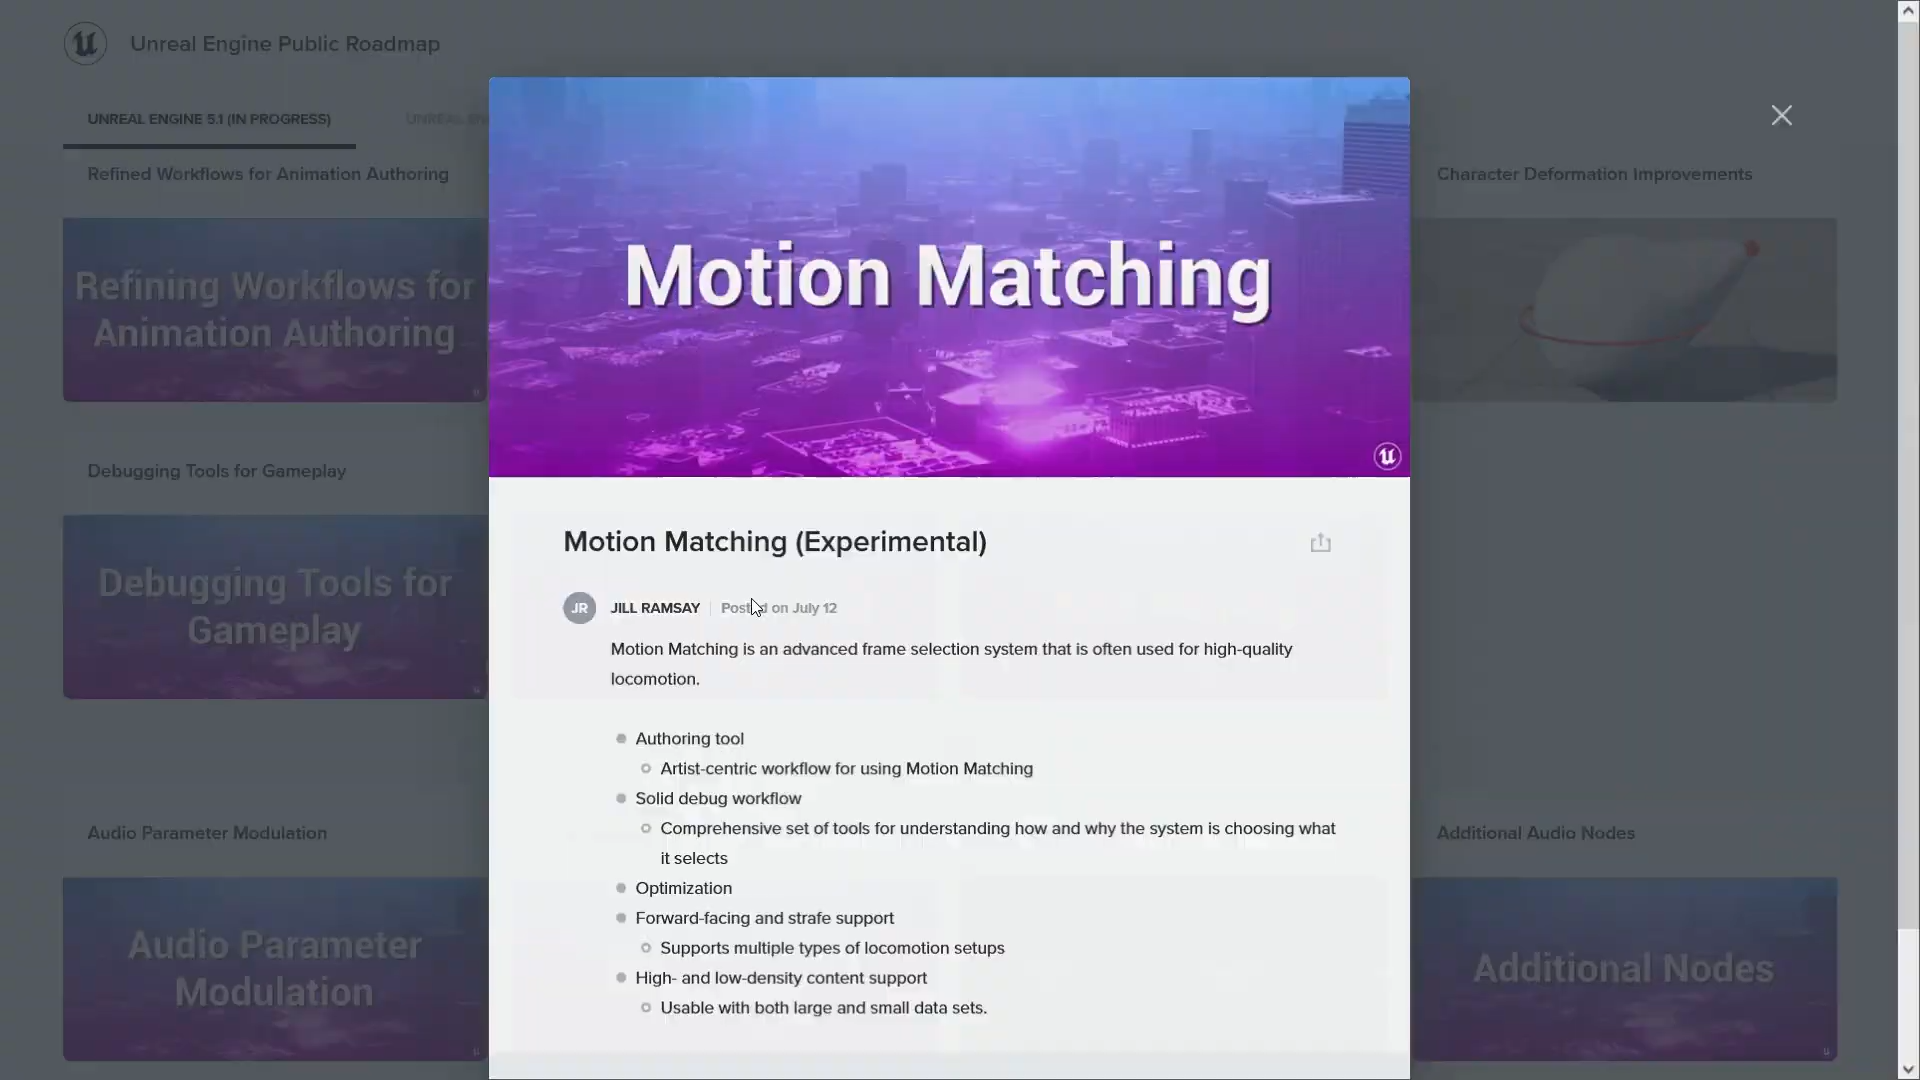 Unreal Engine Public Roadmap
UNREAL ENGINE 5.1 (IN PROGRESS)
Refined Workflows for Animation Authoring
Character Deformation Improvements
Refining Workflows for
Animation Authoring
Motion Matching
Motion Matching (Experimental)
JR JILL RAMSAY Posted on July 12
Motion Matching is an advanced frame selection system that is often used for high-quality
locomotion.
Authoring tool
Artist-centric workflow for using Motion Matching
Solid debug workflow
Comprehensive set of tools for understanding how and why the system is choosing what
it selects
Optimization
Forward-facing and strafe support
Supports multiple types of locomotion setups
High- and low-density content support
Usable with both large and small data sets.
Debugging Tools for Gameplay
Debugging Tools for
Gameplay
Audio Parameter Modulation
Audio Parameter
Modulation
Additional Audio Nodes
Additional Nodes